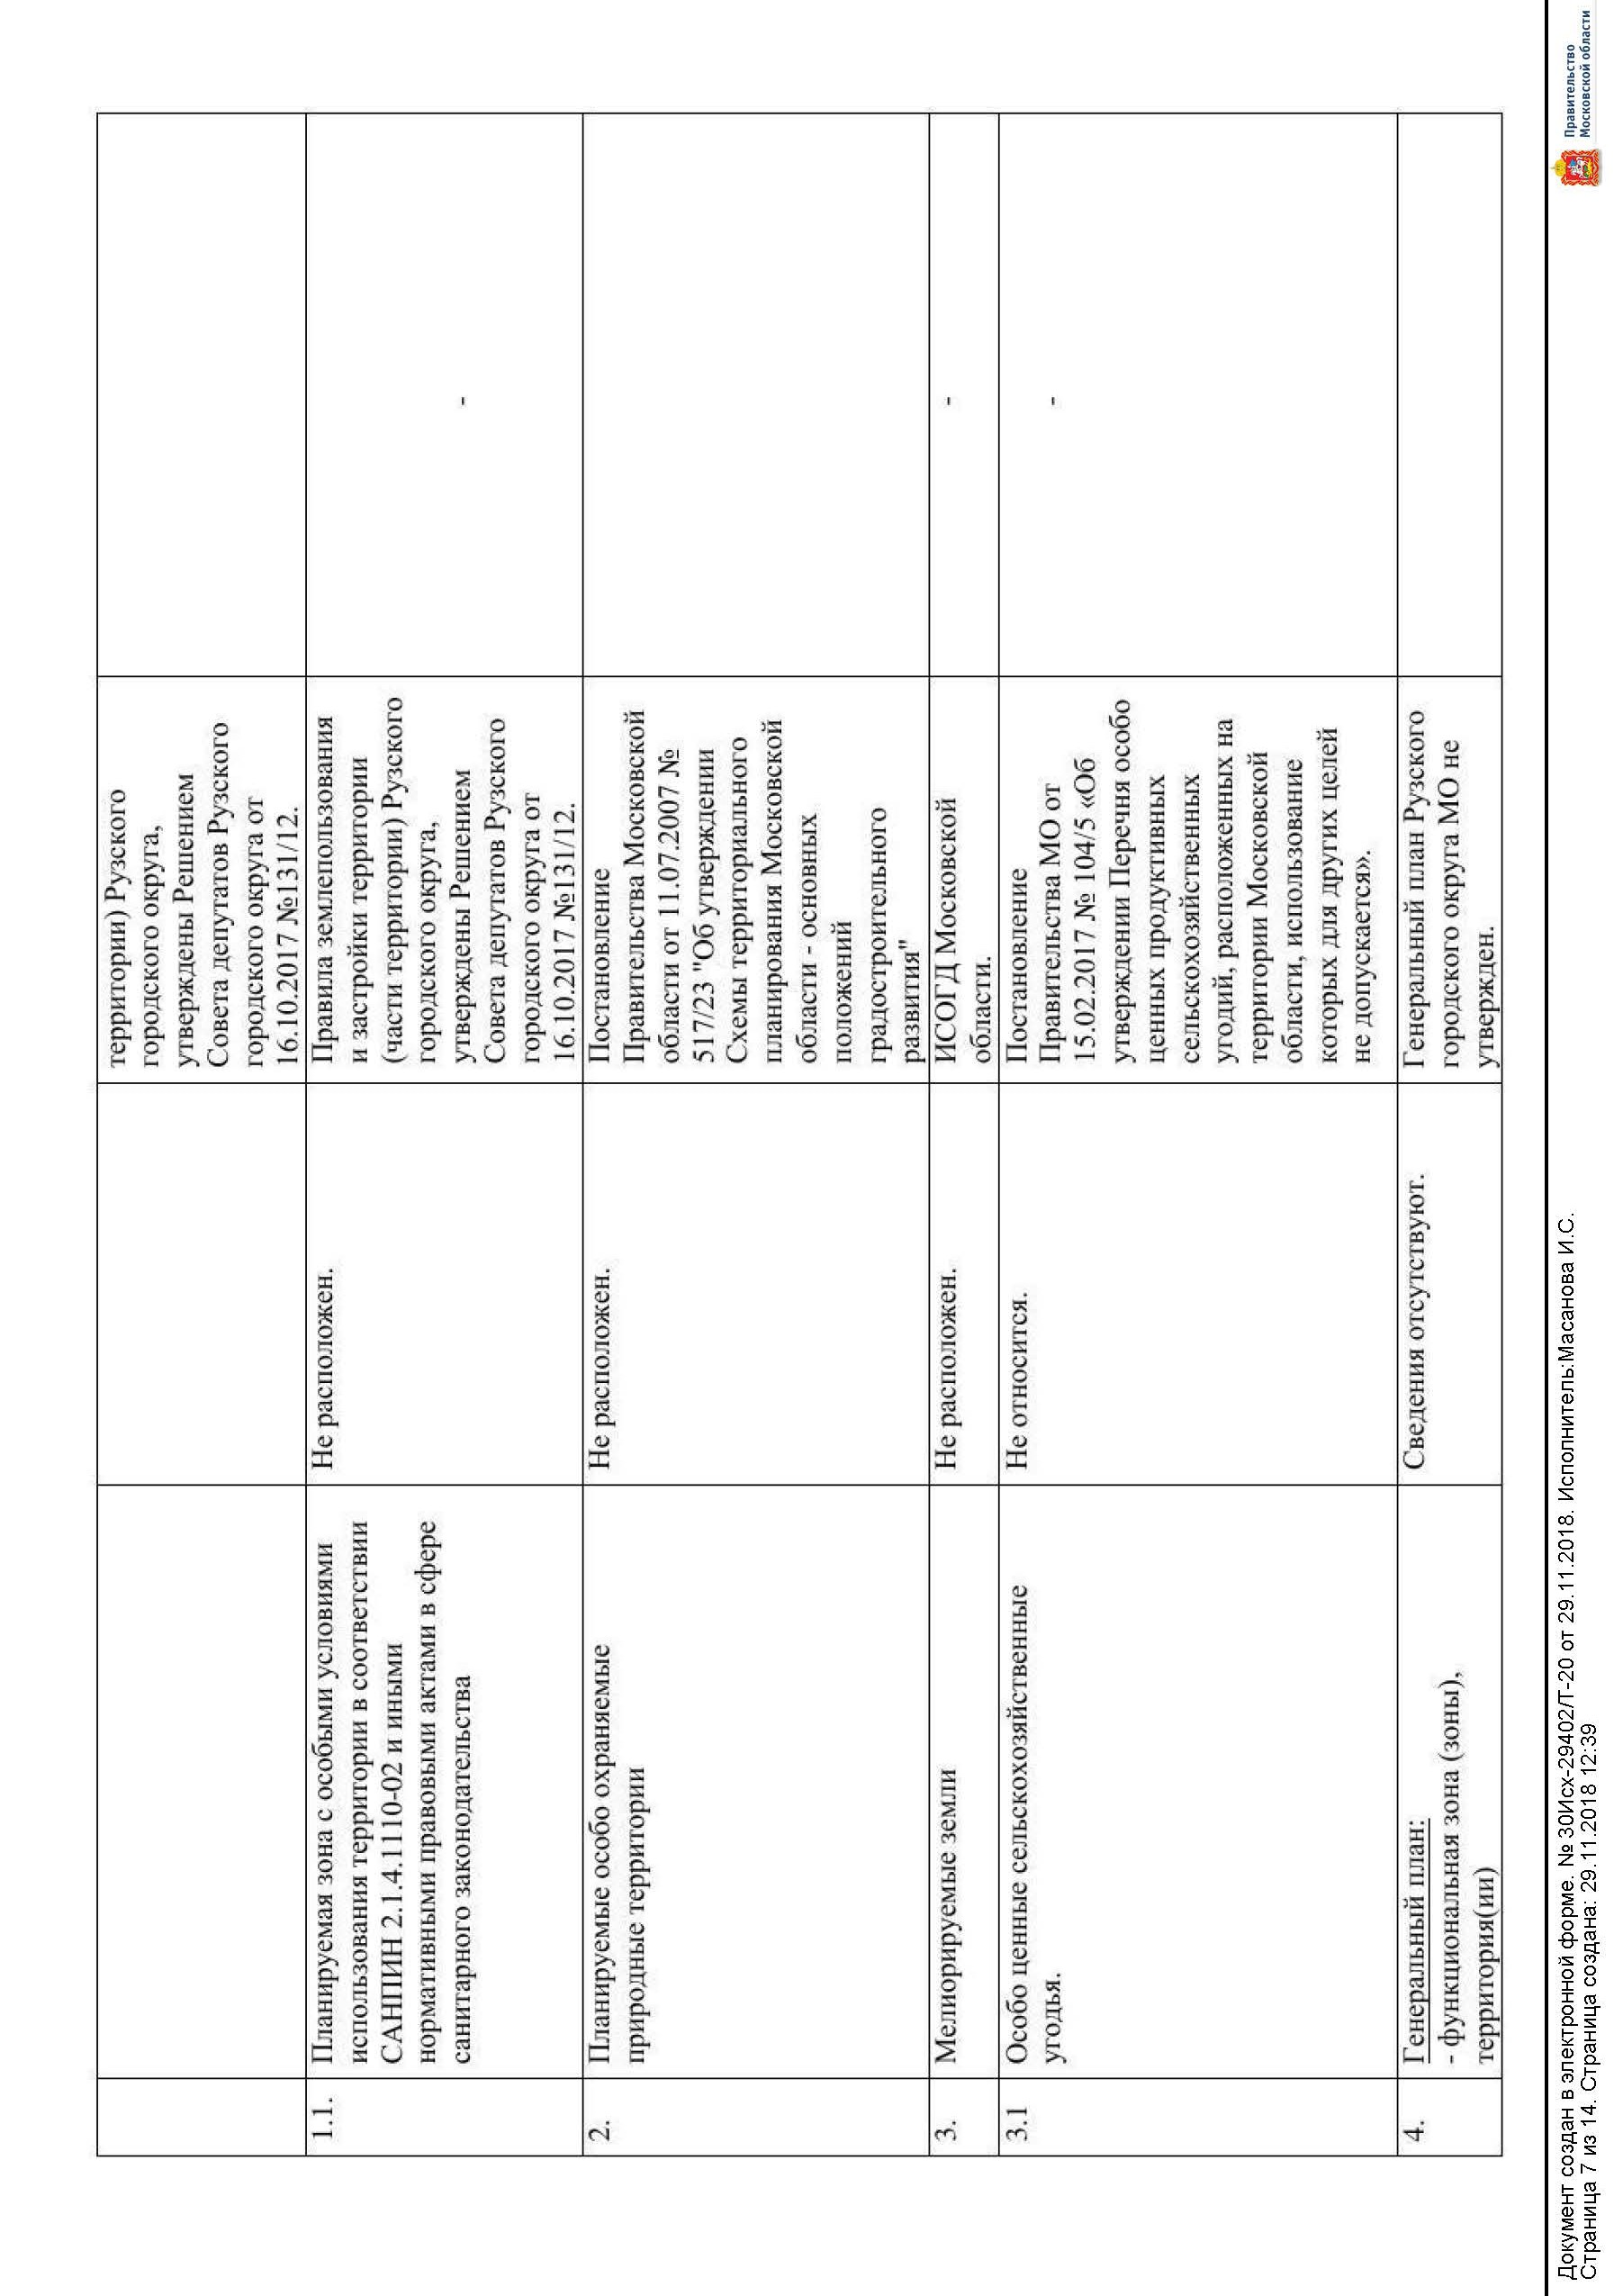 территории) Рузского
городского округа,
утверждены Решением
Совета депутатов Рузского
городского округа от
16.10.2017 №131/12.
1.1.
Планируемая зона с особыми условиями
использования территории в соответствии
САНПИН 2.1.4.1110-02 и иными
нормативными правовыми актами в сфере
санитарного законодательства
Не расположен.
Правила землепользования
и застройки территории
(части территории) Рузского
городского округа,
утверждены Решением
Совета депутатов Рузского
городского округа от
16.10.2017 №131/12.
-
2.
Планируемые особо охраняемые
природные территории
Не расположен.
Постановление
Правительства Московской
области от 11.07.2007 №
517/23 "Об утверждении
Схемы территориального
планирования Московской
области - основных
положений
градостроительного
развития"
3.
Мелиорируемые земли
Не расположен.
ИСОГД Московской
области.
-
3.1
Особо ценные сельскохозяйственные
угодья.
Не относится.
Постановление
Правительства МО от
15.02.2017 № 104/5 «Об
утверждении Перечня особо
ценных продуктивных
сельскохозяйственных
угодий, расположенных на
территории Московской
области, использование
которых для других целей
не допускается».
-
4.
Генеральный план:
- функциональная зона (зоны),
территория(ии)
Сведения отсутствуют.
Генеральный план Рузского
городского округа МО не
утвержден.
Документ создан в электронной форме. № 30Исх-29402/Т-20 от 29.11.2018. Исполнитель:Масанова И.С.
Страница 7 из 14. Страница создана: 29.11.2018 12:39
Правительство
Московской области